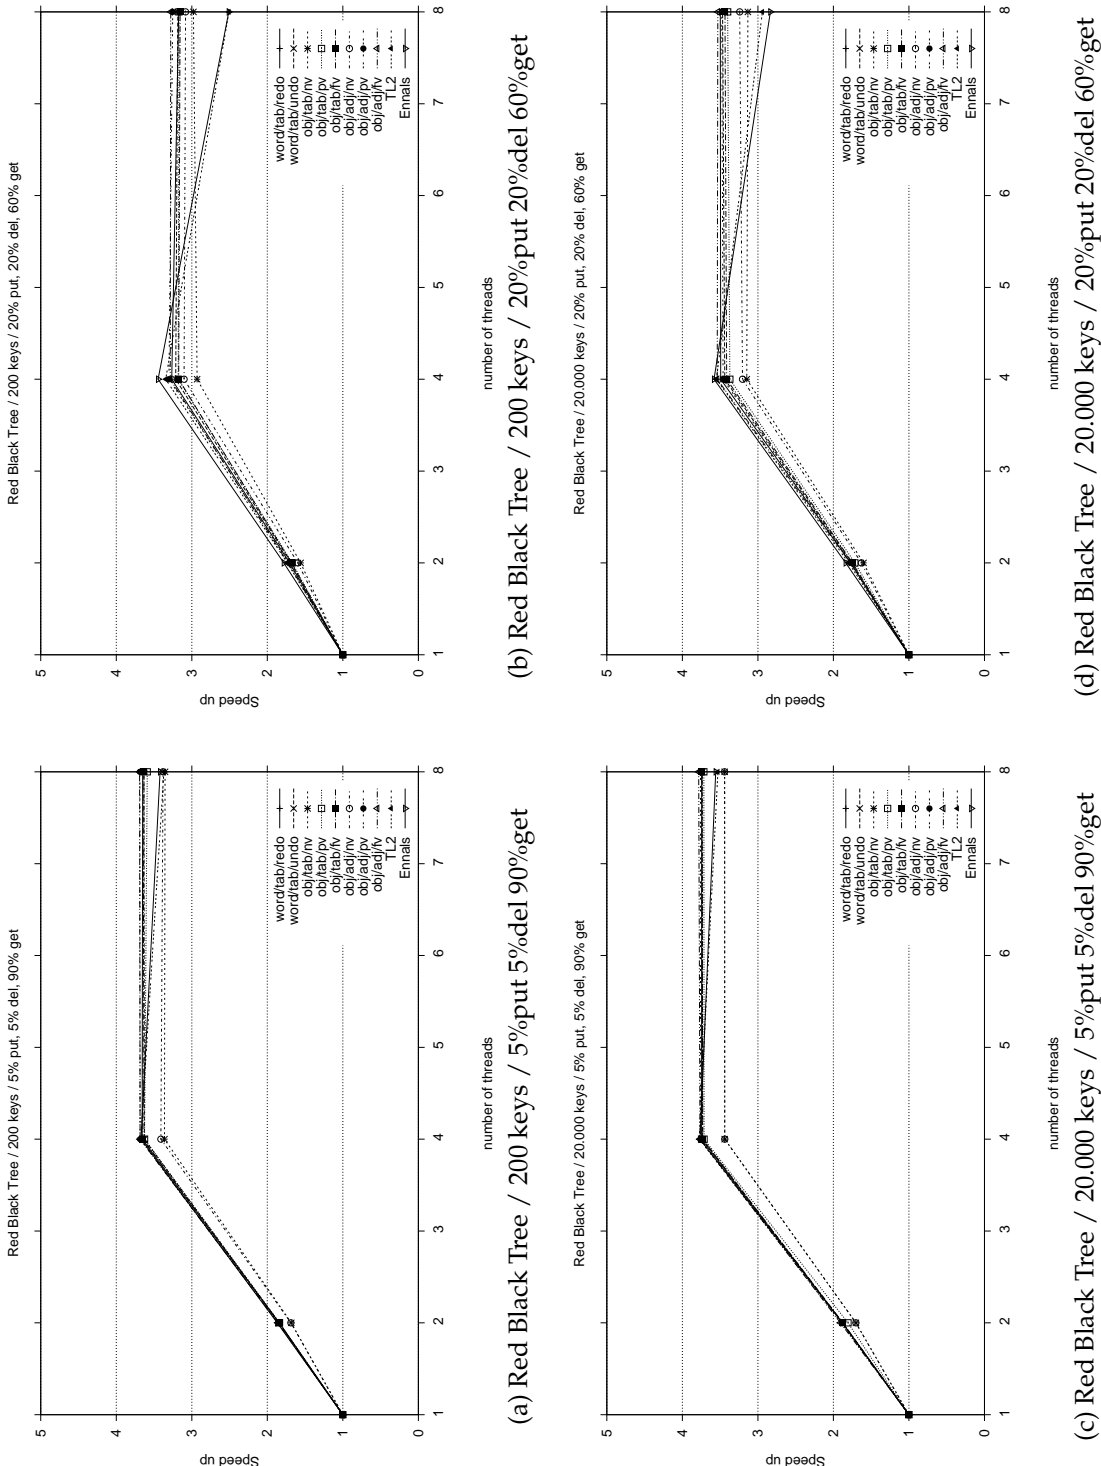 Red Black Tree / 200 keys / 5% put, 5% del, 90% get
5
4
3
2
1
0
Speed up
word/tab/redo
word/tab/undo
obj/tab/nv
obj/tab/pv
obj/tab/fv
obj/adj/nv
obj/adj/pv
obj/adj/fv
TL2
Ennals
1 2 3 4 5 6 7 8
number of threads
(a) Red Black Tree / 200 keys / 5%put 5%del 90%get
Red Black Tree / 200 keys / 20% put, 20% del, 60% get
5
4
3
2
1
0
Speed up
word/tab/redo
word/tab/undo
obj/tab/nv
obj/tab/pv
obj/tab/fv
obj/adj/nv
obj/adj/pv
obj/adj/fv
TL2
Ennals
1 2 3 4 5 6 7 8
number of threads
(b) Red Black Tree / 200 keys / 20%put 20%del 60%get
Red Black Tree / 20.000 keys / 5% put, 5% del, 90% get
5
4
3
2
1
0
Speed up
word/tab/redo
word/tab/undo
obj/tab/nv
obj/tab/pv
obj/tab/fv
obj/adj/nv
obj/adj/pv
obj/adj/fv
TL2
Ennals
1 2 3 4 5 6 7 8
number of threads
(c) Red Black Tree / 20.000 keys / 5%put 5%del 90%get
Red Black Tree / 20.000 keys / 20% put, 20% del, 60% get
5
4
3
2
1
0
Speed up
word/tab/redo
word/tab/undo
obj/tab/nv
obj/tab/pv
obj/tab/fv
obj/adj/nv
obj/adj/pv
obj/adj/fv
TL2
Ennals
1 2 3 4 5 6 7 8
number of threads
(d) Red Black Tree / 20.000 keys / 20%put 20%del 60%get